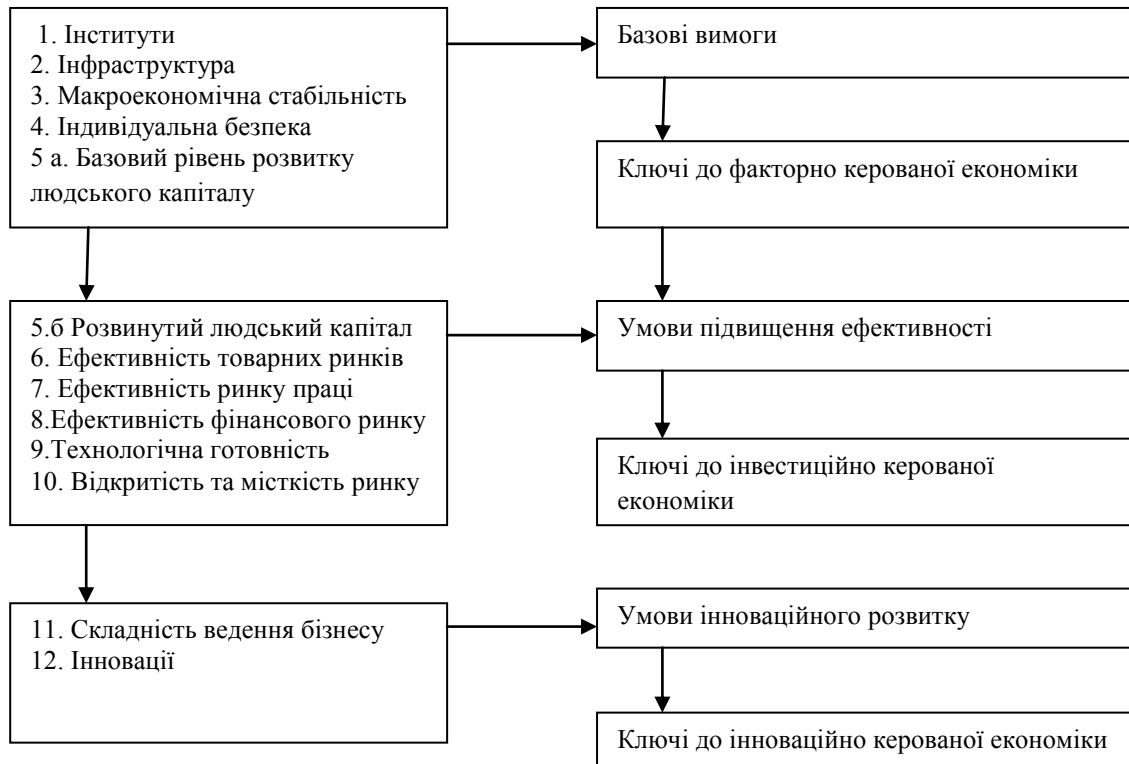 1. Інститути
2. Інфраструктура
3. Макроекономічна стабільність
4. Індивідуальна безпека
5 а. Базовий рівень розвитку
людського капіталу
Базові вимоги
Ключі до факторно керованої економіки
5.б Розвинутий людський капітал
6. Ефективність товарних ринків
7. Ефективність ринку праці
8.Ефективність фінансового ринку
9.Технологічна готовність
10. Відкритість та місткість ринку
Умови підвищення ефективності
Ключі до інвестиційно керованої
економіки
11. Складність ведення бізнесу
12. Інновації
Умови інноваційного розвитку
Ключі до інноваційно керованої економіки